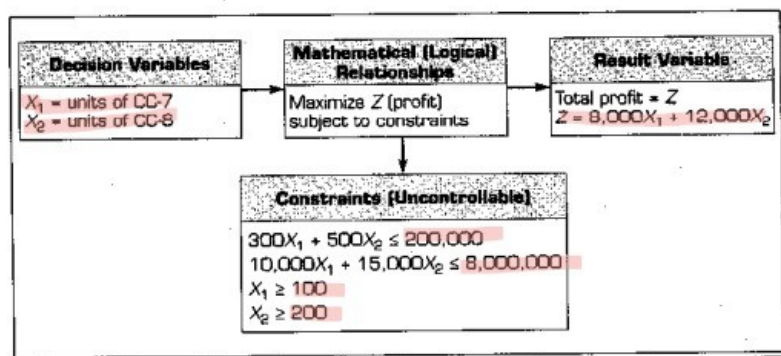 Decision Variables
X₁ = units of CC-7
X₂ = units of CC-8
Mathematical (Logical)
Relationships
Maximize Z (profit)
subject to constraints
Result Variable
Total profit = Z
Z = 8,000X₁ + 12,000X₂
Constraints (Uncontrollable)
300X₁ + 500X₂ ≤ 200,000
10,000X₁ + 15,000X₂ ≤ 8,000,000
X₁ ≥ 100
X₂ ≥ 200